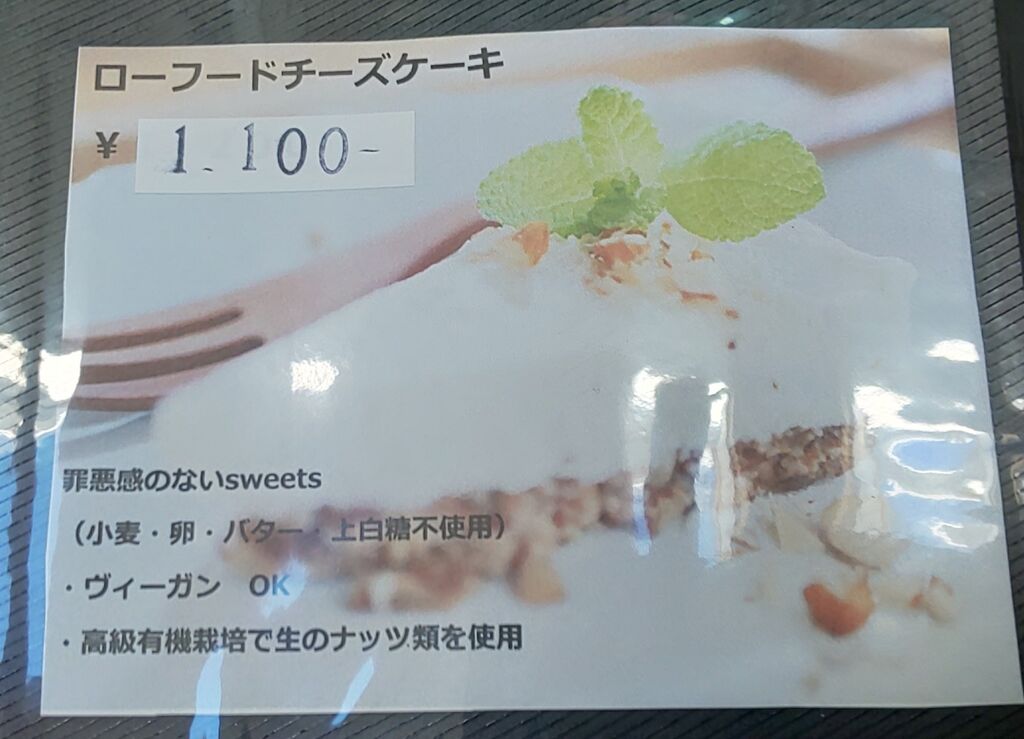 ローフードチーズケーキ
¥ 1.100-
罪悪感のないsweets
（小麦・卵・バター・上白糖不使用）
・ヴィーガン　OK
・高級有機栽培で生のナッツ類を使用